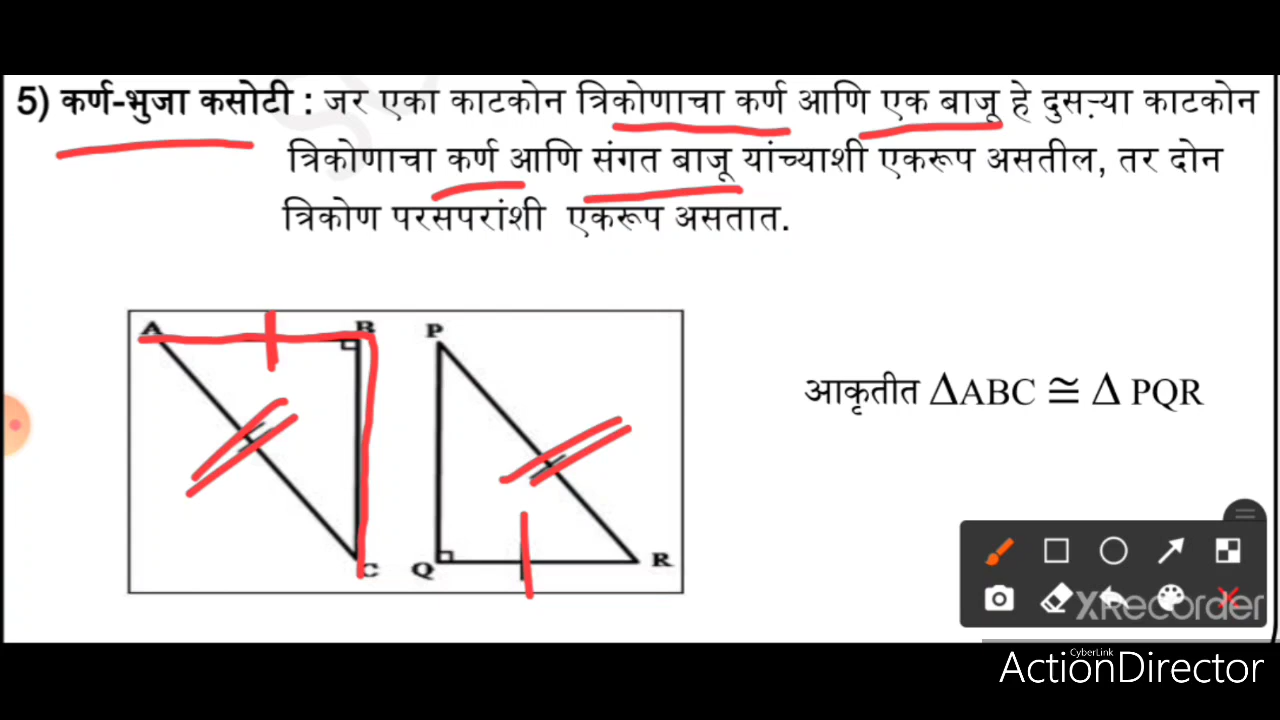 5) कर्ण-भुजा कसोटी : जर एका काटकोन त्रिकोणाचा कर्ण आणि एक बाजू हे दुसऱ्या काटकोन
त्रिकोणाचा कर्ण आणि संगत बाजू यांच्याशी एकरूप असतील, तर दोन
त्रिकोण परसपरांशी एकरूप असतात.
A B P
आकृतीत ΔABC ≅ Δ PQR
C Q R
XRecorder
CyberLink
ActionDirector